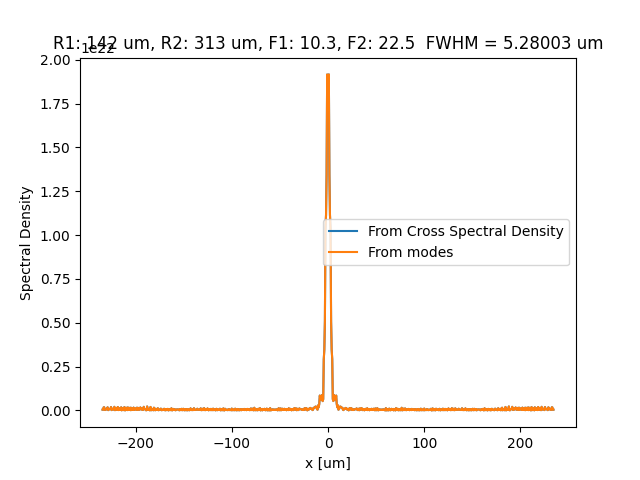 R1: 142 um, R2: 313 um, F1: 10.3, F2: 22.5  FWHM = 5.28003 um
1e22
2.00
1.75
1.50
1.25
1.00
0.75
0.50
0.25
0.00
Spectral Density
From Cross Spectral Density
From modes
−200
−100
0
100
200
x [um]